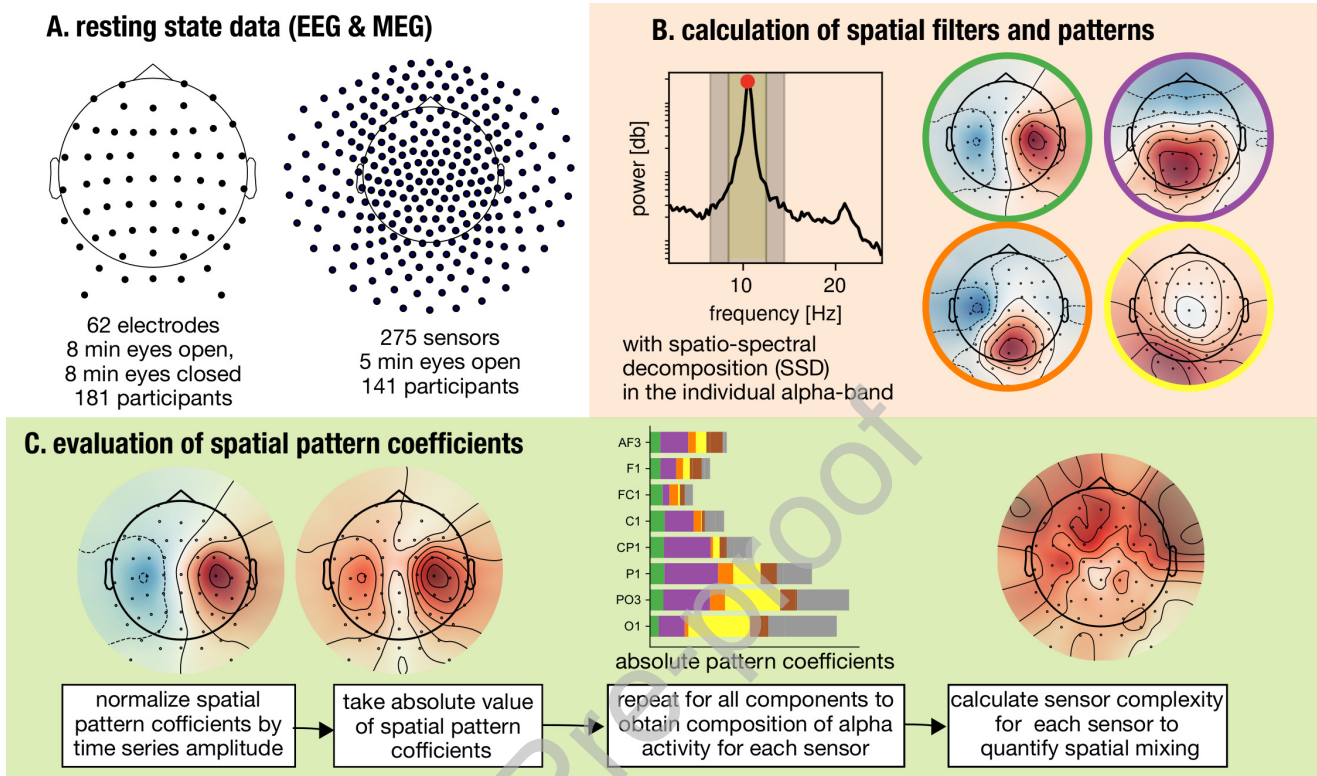 A. resting state data (EEG & MEG)
62 electrodes
8 min eyes open,
8 min eyes closed
181 participants
275 sensors
5 min eyes open
141 participants
B. calculation of spatial filters and patterns
power [db]
10
20
frequency [Hz]
with spatio-spectral
decomposition (SSD)
in the individual alpha-band
C. evaluation of spatial pattern coefficients
AF3
F1
FC1
C1
CP1
P1
PO3
O1
absolute pattern coefficients
normalize spatial
pattern cofficients by
time series amplitude
take absolute value
of spatial pattern
cofficients
repeat for all components to
obtain composition of alpha
activity for each sensor
calculate sensor complexity
for each sensor to
quantify spatial mixing
Pre-proof